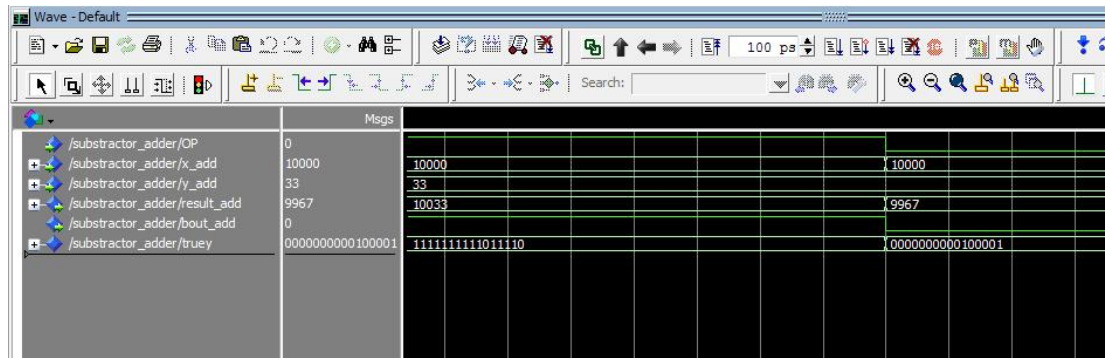 Wave - Default
100 ps
Search:
Msgs
/substractor_adder/OP 0
/substractor_adder/x_add 10000 10000 10000
/substractor_adder/y_add 33 33
/substractor_adder/result_add 9967 10033 9967
/substractor_adder/bout_add 0
/substractor_adder/truey 0000000000100001 1111111111011110 0000000000100001